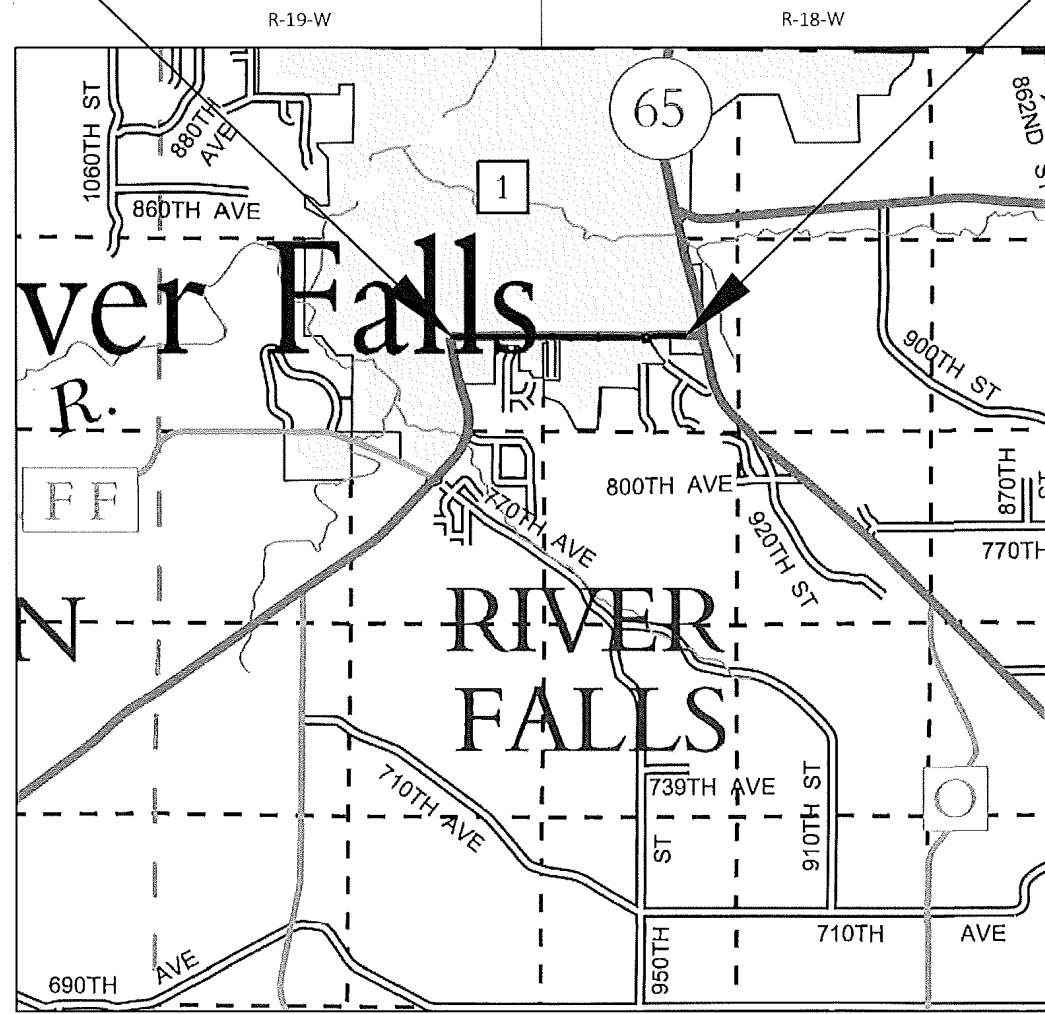 R-19-W
R-18-W
1060TH ST
880TH
AVE
860TH AVE
65
1
862ND
ver Falls
R.
900TH ST
FF
770TH AVE
800TH AVE
920TH ST
870TH
ST
770TH
N
RIVER
FALLS
710TH AVE
739TH AVE
ST
910TH ST
O
710TH AVE
950TH
690TH AVE